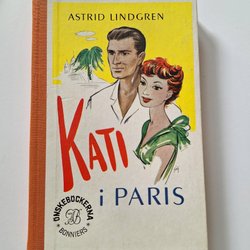 ASTRID LINDGREN
KATI
i PARIS
ÖNSKEBÖCKERNA
BONNIERS